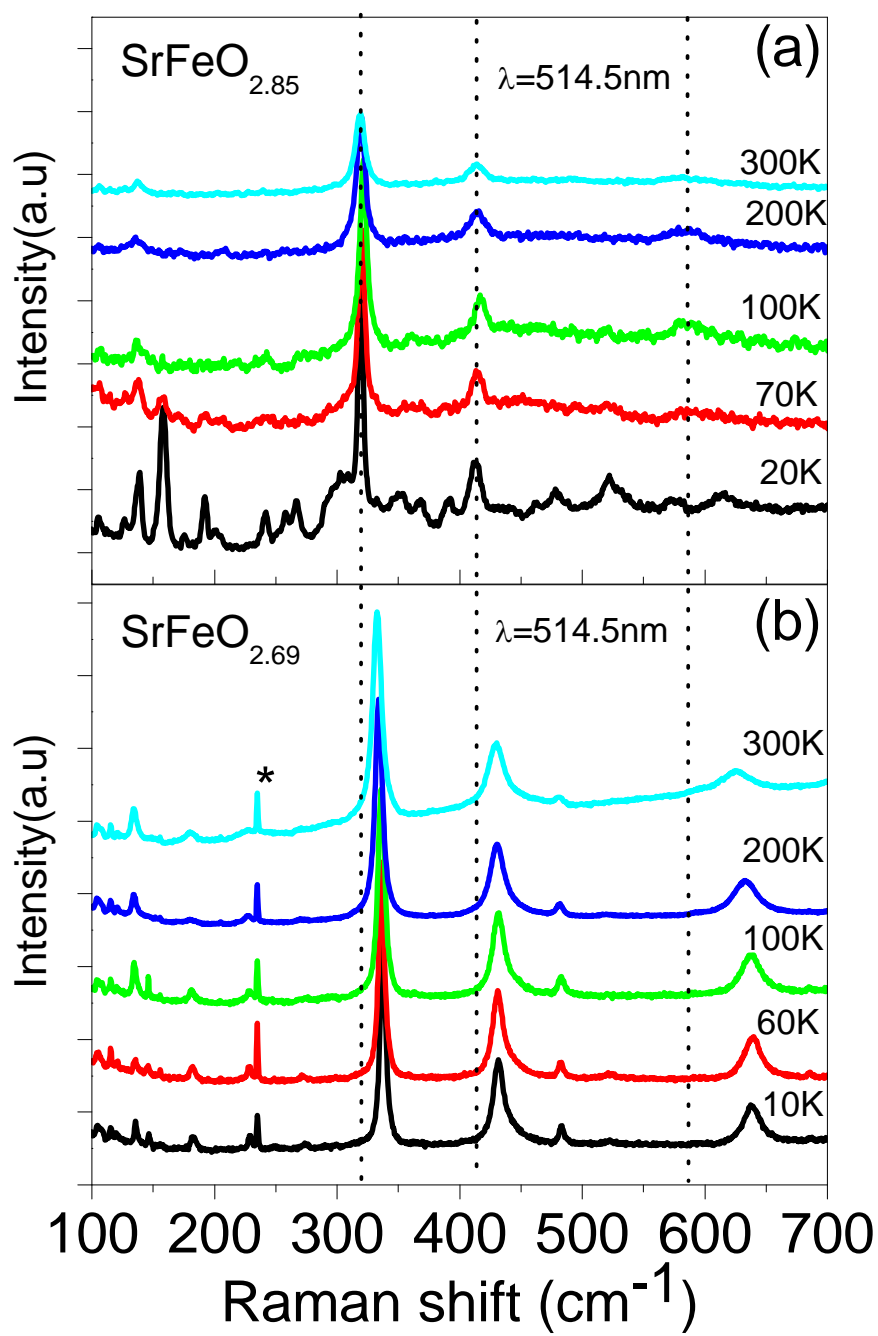 (a)
SrFeO2.85
λ=514.5nm
300K
200K
100K
70K
20K
Intensity(a.u)
(b)
SrFeO2.69
λ=514.5nm
*
300K
200K
100K
60K
10K
Intensity(a.u)
100 200 300 400 500 600 700
Raman shift (cm-1)